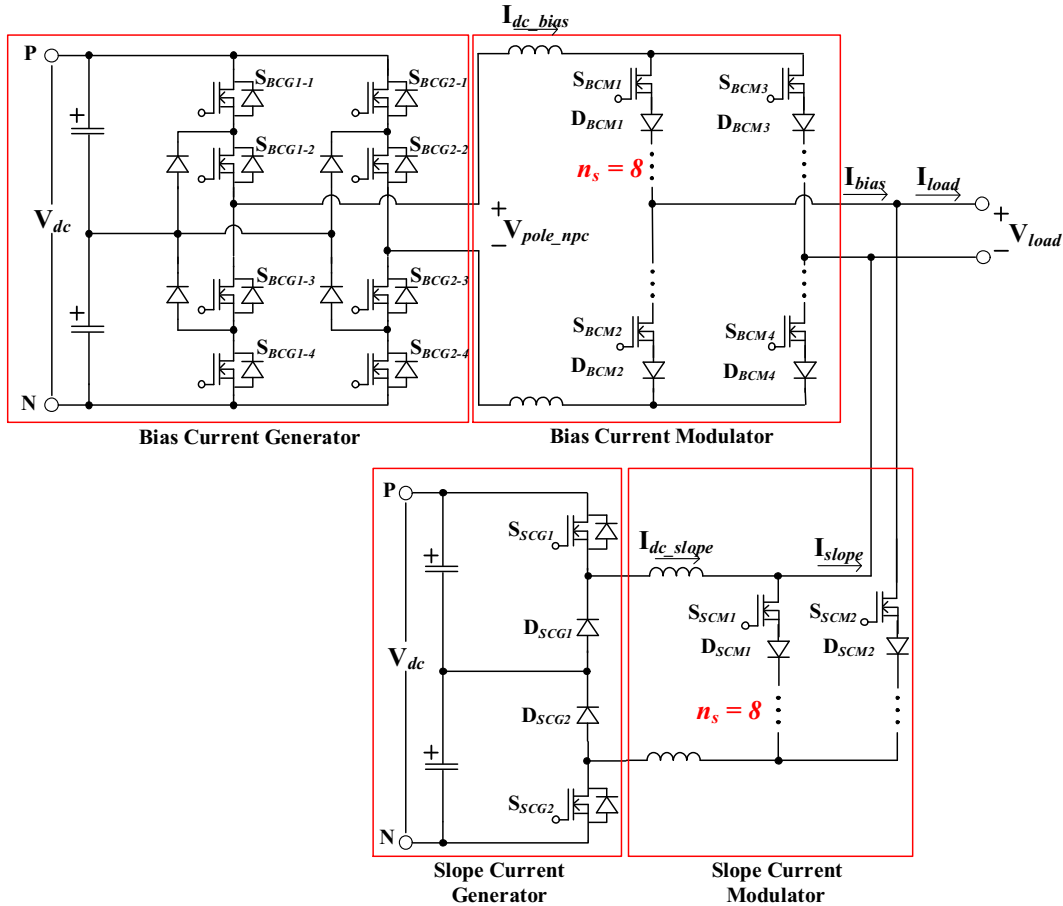 I_dc_bias
P
S_BCG1-1
S_BCG2-1
S_BCM1
S_BCM3
D_BCM1
D_BCM3
S_BCG1-2
S_BCG2-2
n_s = 8
I_bias
I_load
V_dc
+
V_pole_npc
−
+
V_load
−
S_BCG1-3
S_BCG2-3
S_BCM2
S_BCM4
S_BCG1-4
S_BCG2-4
D_BCM2
D_BCM4
N
+
+
Bias Current Generator
Bias Current Modulator
P
S_SCG1
I_dc_slope
I_slope
+
S_SCM1
S_SCM2
D_SCG1
D_SCM1
D_SCM2
V_dc
D_SCG2
n_s = 8
+
S_SCG2
N
Slope Current
Generator
Slope Current
Modulator